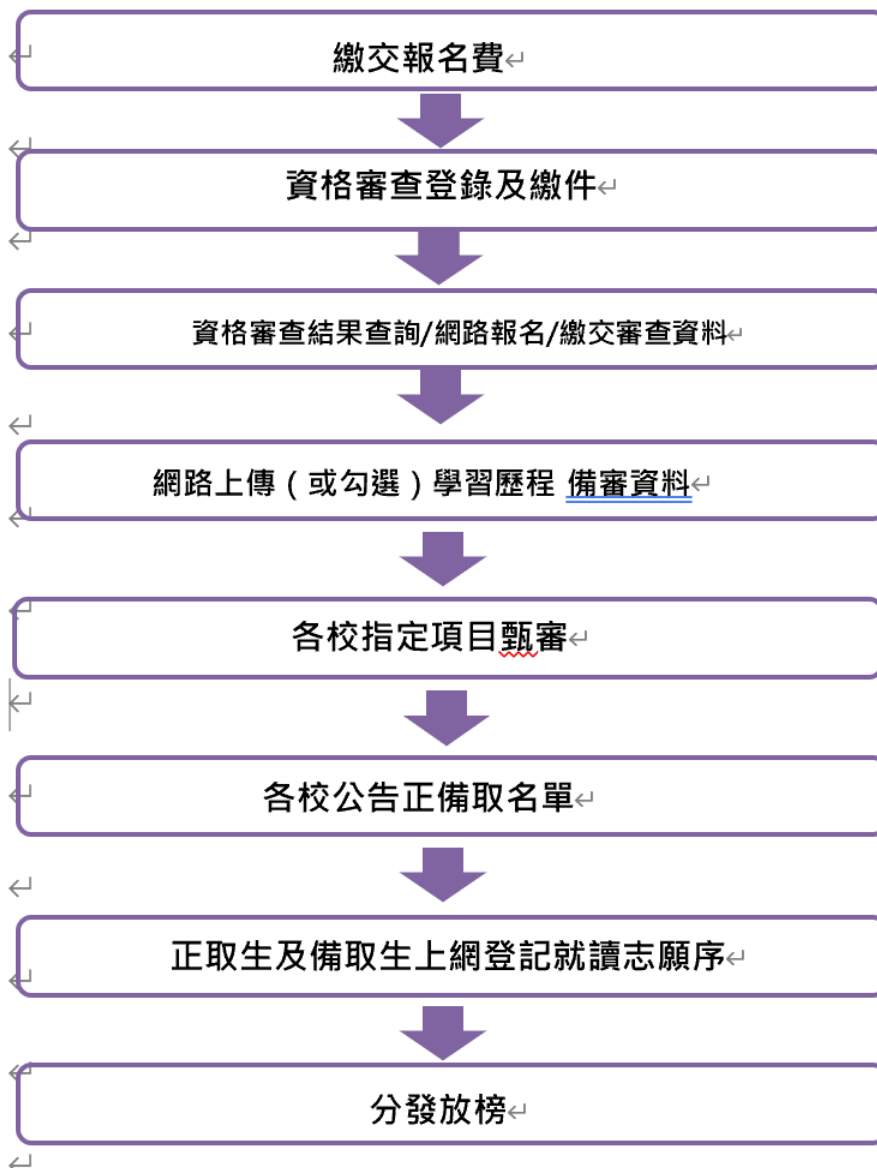 繳交報名費
資格審查登錄及繳件
資格審查結果查詢/網路報名/繳交審查資料
網路上傳（或勾選）學習歷程 備審資料
各校指定項目甄審
各校公告正備取名單
正取生及備取生上網登記就讀志願序
分發放榜